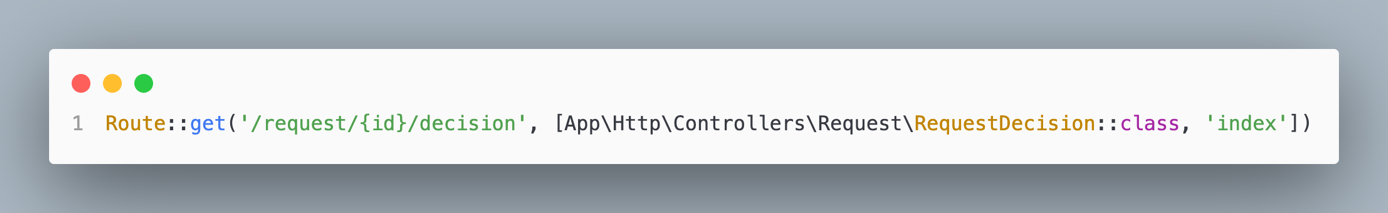 1 Route::get('/request/{id}/decision', [App\Http\Controllers\Request\RequestDecision::class, 'index'])